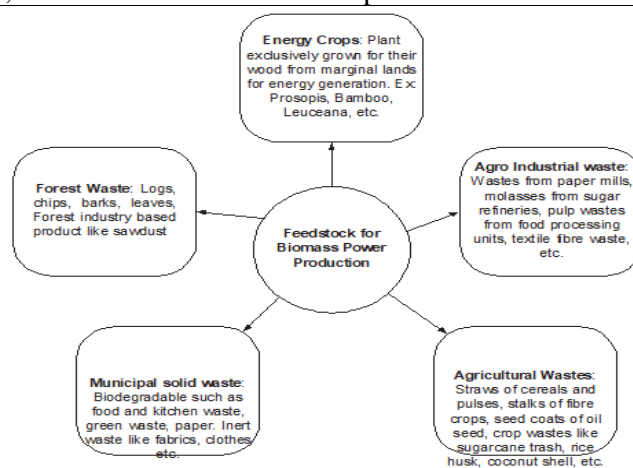 Energy Crops: Plant
exclusively grown for their
wood from marginal lands
for energy generation. Ex:
Prosopis, Bamboo,
Leuceana, etc.
Forest Waste: Logs,
chips, barks, leaves,
Forest industry based
product like sawdust
Feedstock for
Biomass Power
Production
Agro Industrial waste:
Wastes from paper mills,
molasses from sugar
refineries, pulp wastes
from food processing
units, textile fibre waste,
etc.
Municipal solid waste:
Biodegradable such as
food and kitchen waste,
green waste, paper. Inert
waste like fabrics, clothes
etc.
Agricultural Wastes:
Straws of cereals and
pulses, stalks of fibre
crops, seed coats of oil
seed, crop wastes like
sugarcane trash, rice
husk, coconut shell, etc.